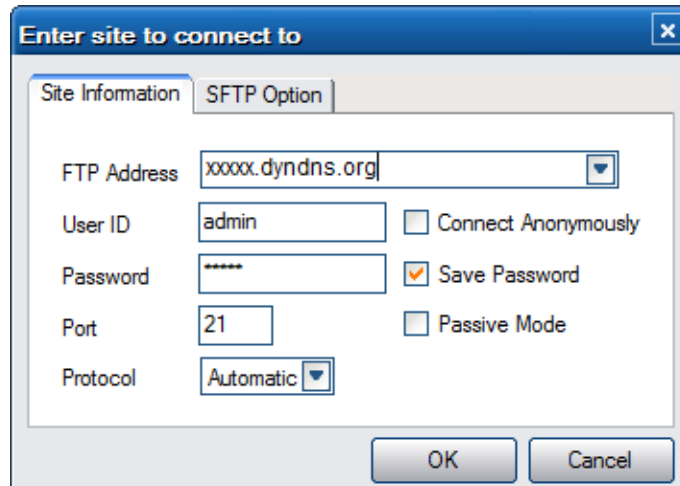 Enter site to connect to
Site Information SFTP Option
FTP Address xxxxx.dyndns.org
User ID admin Connect Anonymously
Password ***** Save Password
Port 21 Passive Mode
Protocol Automatic
OK Cancel